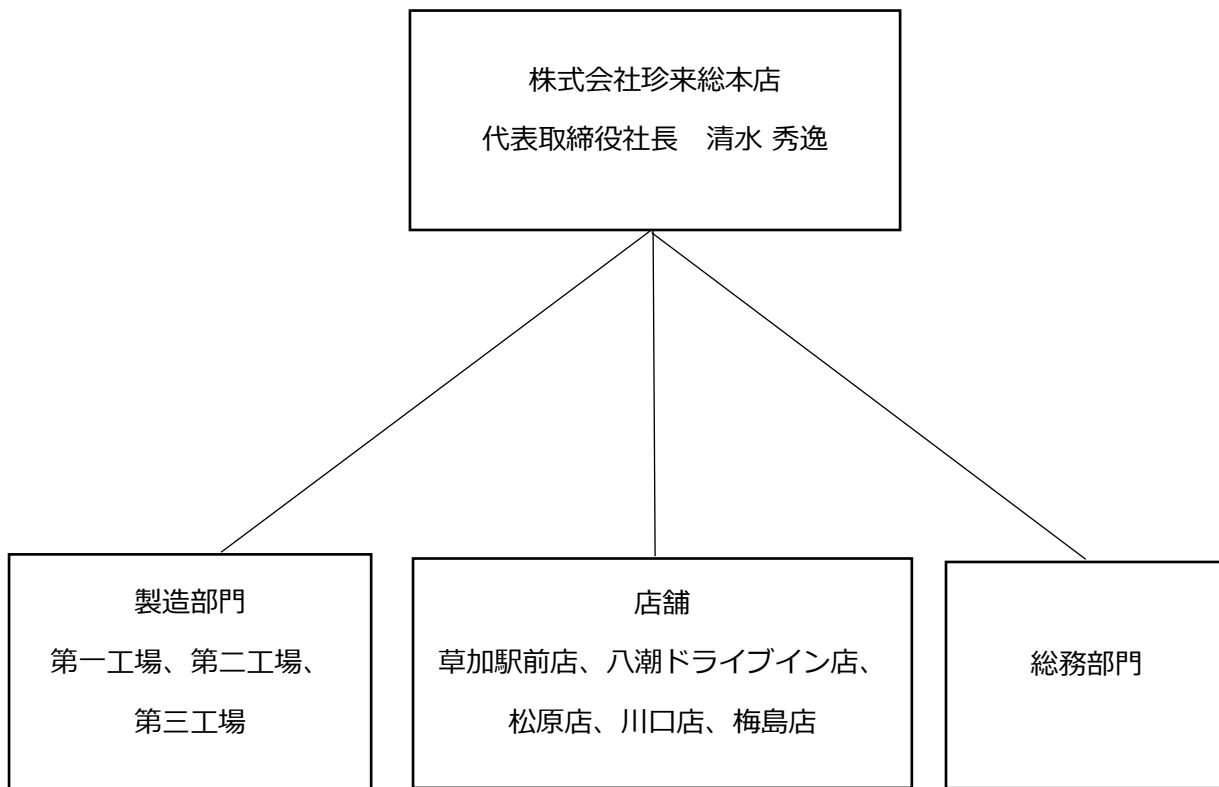 株式会社珍来総本店
代表取締役社長　清水 秀逸
製造部門
第一工場、第二工場、
第三工場
店舗
草加駅前店、八潮ドライブイン店、
松原店、川口店、梅島店
総務部門